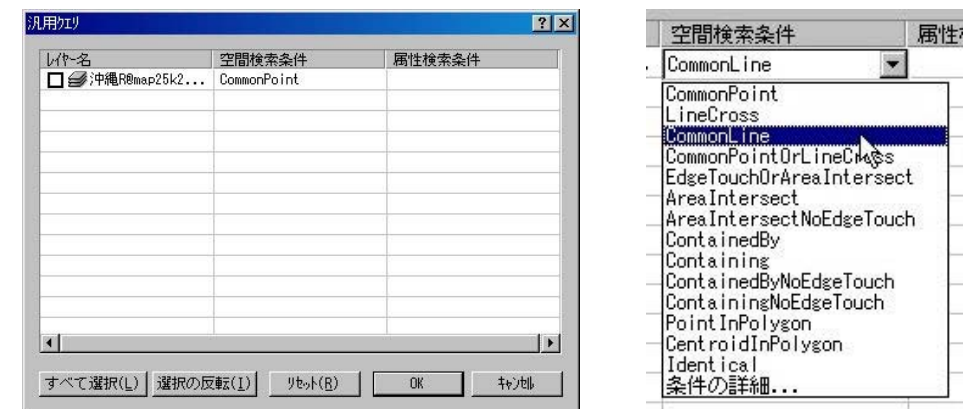 汎用ｸｴﾘ
ﾚｲﾔｰ名 空間検索条件 属性検索条件
沖縄R@map25k2... CommonPoint
すべて選択(L) 選択の反転(I) ﾘｾｯﾄ(R) OK ｷｬﾝｾﾙ
空間検索条件 属性
CommonLine
CommonPoint
LineCross
CommonLine
CommonPointOrLineCross
EdgeTouchOrAreaIntersect
AreaIntersect
AreaIntersectNoEdgeTouch
ContainedBy
Containing
ContainedByNoEdgeTouch
ContainingNoEdgeTouch
PointInPolygon
CentroidInPolygon
Identical
条件の詳細...